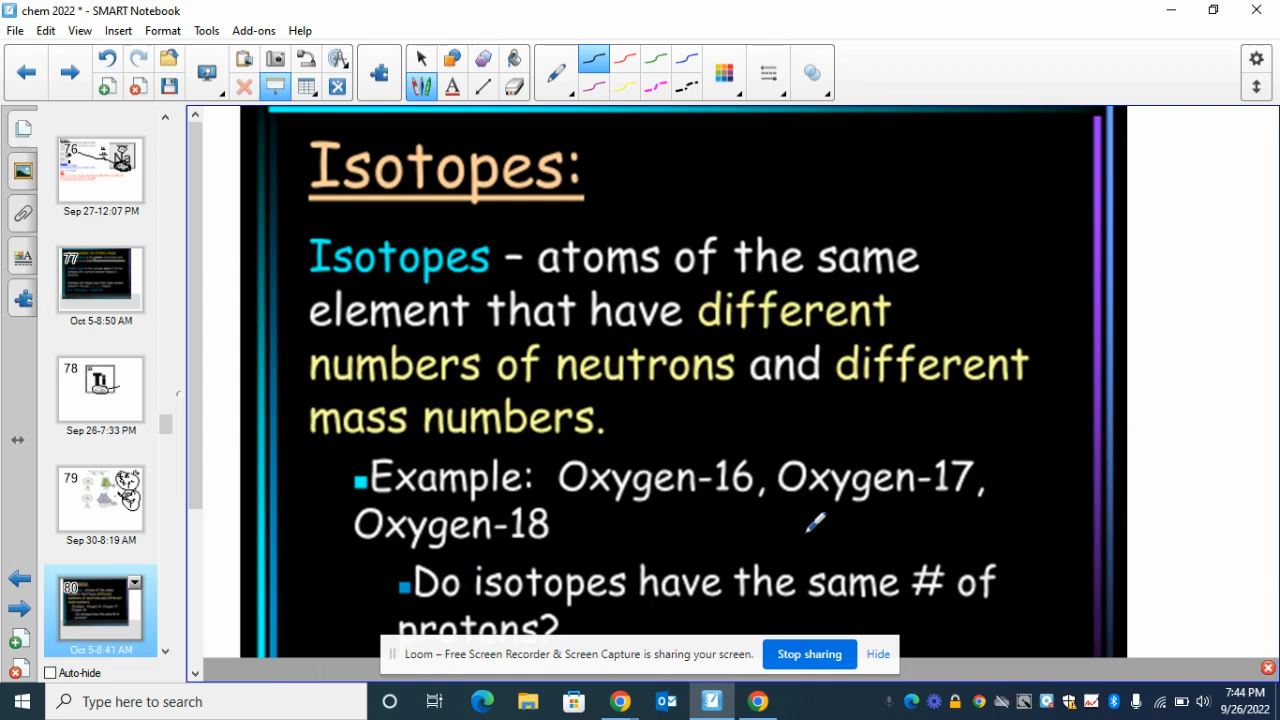 chem 2022 * - SMART Notebook
File Edit View Insert Format Tools Add-ons Help
76
Sep 27-12:07 PM
77
Oct 5-8:50 AM
78
Ti
Sep 26-7:33 PM
79
Sep 30-8:19 AM
80
Oct 5-8:41 AM
Auto-hide
Isotopes:
Isotopes – atoms of the same
element that have different
numbers of neutrons and different
mass numbers.
Example: Oxygen-16, Oxygen-17,
Oxygen-18
Do isotopes have the same # of
protons?
Loom – Free Screen Recorder & Screen Capture is sharing your screen. Stop sharing Hide
Type here to search
7:44 PM
9/26/2022